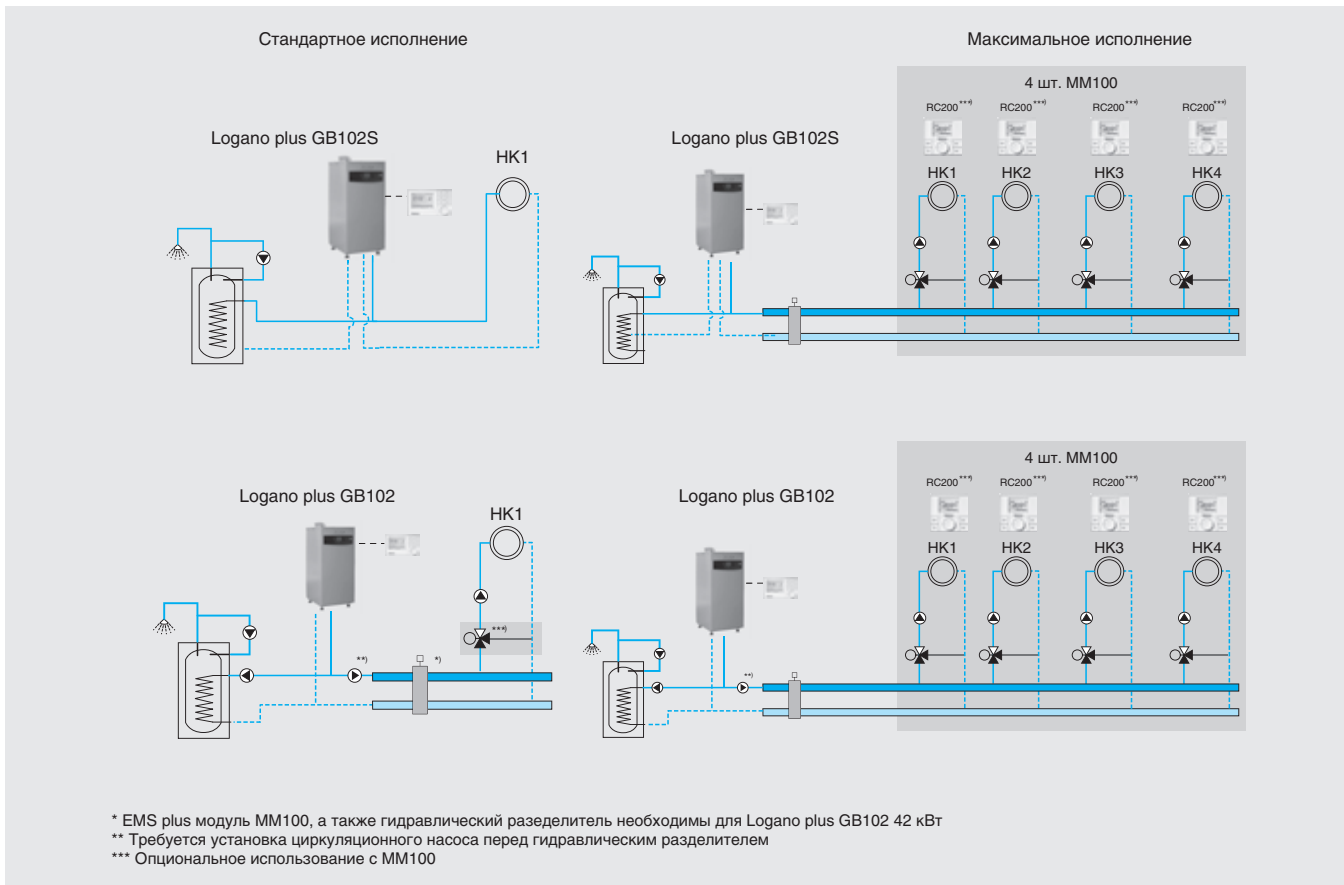 Стандартное исполнение
Максимальное исполнение
4 шт. MM100
RC200***) RC200***) RC200***) RC200***)
Logano plus GB102S
HK1
Logano plus GB102S
HK1 HK2 HK3 HK4
4 шт. MM100
RC200***) RC200***) RC200***) RC200***)
Logano plus GB102
HK1
Logano plus GB102
HK1 HK2 HK3 HK4
***)
**)
*)
**)
* EMS plus модуль MM100, а также гидравлический разеделитель необходимы для Logano plus GB102 42 кВт
** Требуется установка циркуляционного насоса перед гидравлическим разделителем
*** Опциональное использование с MM100